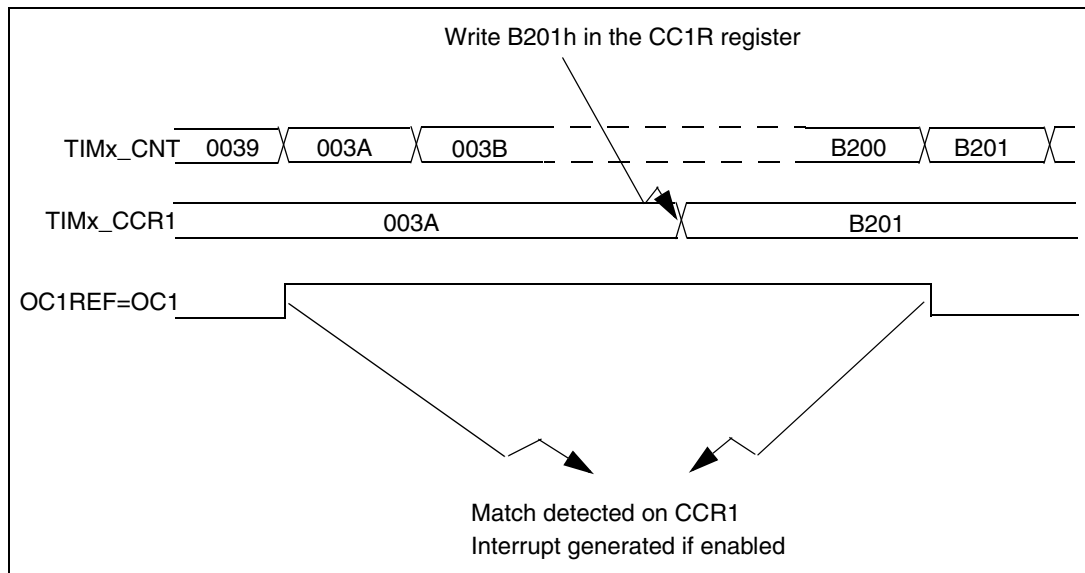 Write B201h in the CC1R register
TIMx_CNT 0039 003A 003B B200 B201
TIMx_CCR1 003A B201
OC1REF=OC1
Match detected on CCR1
Interrupt generated if enabled